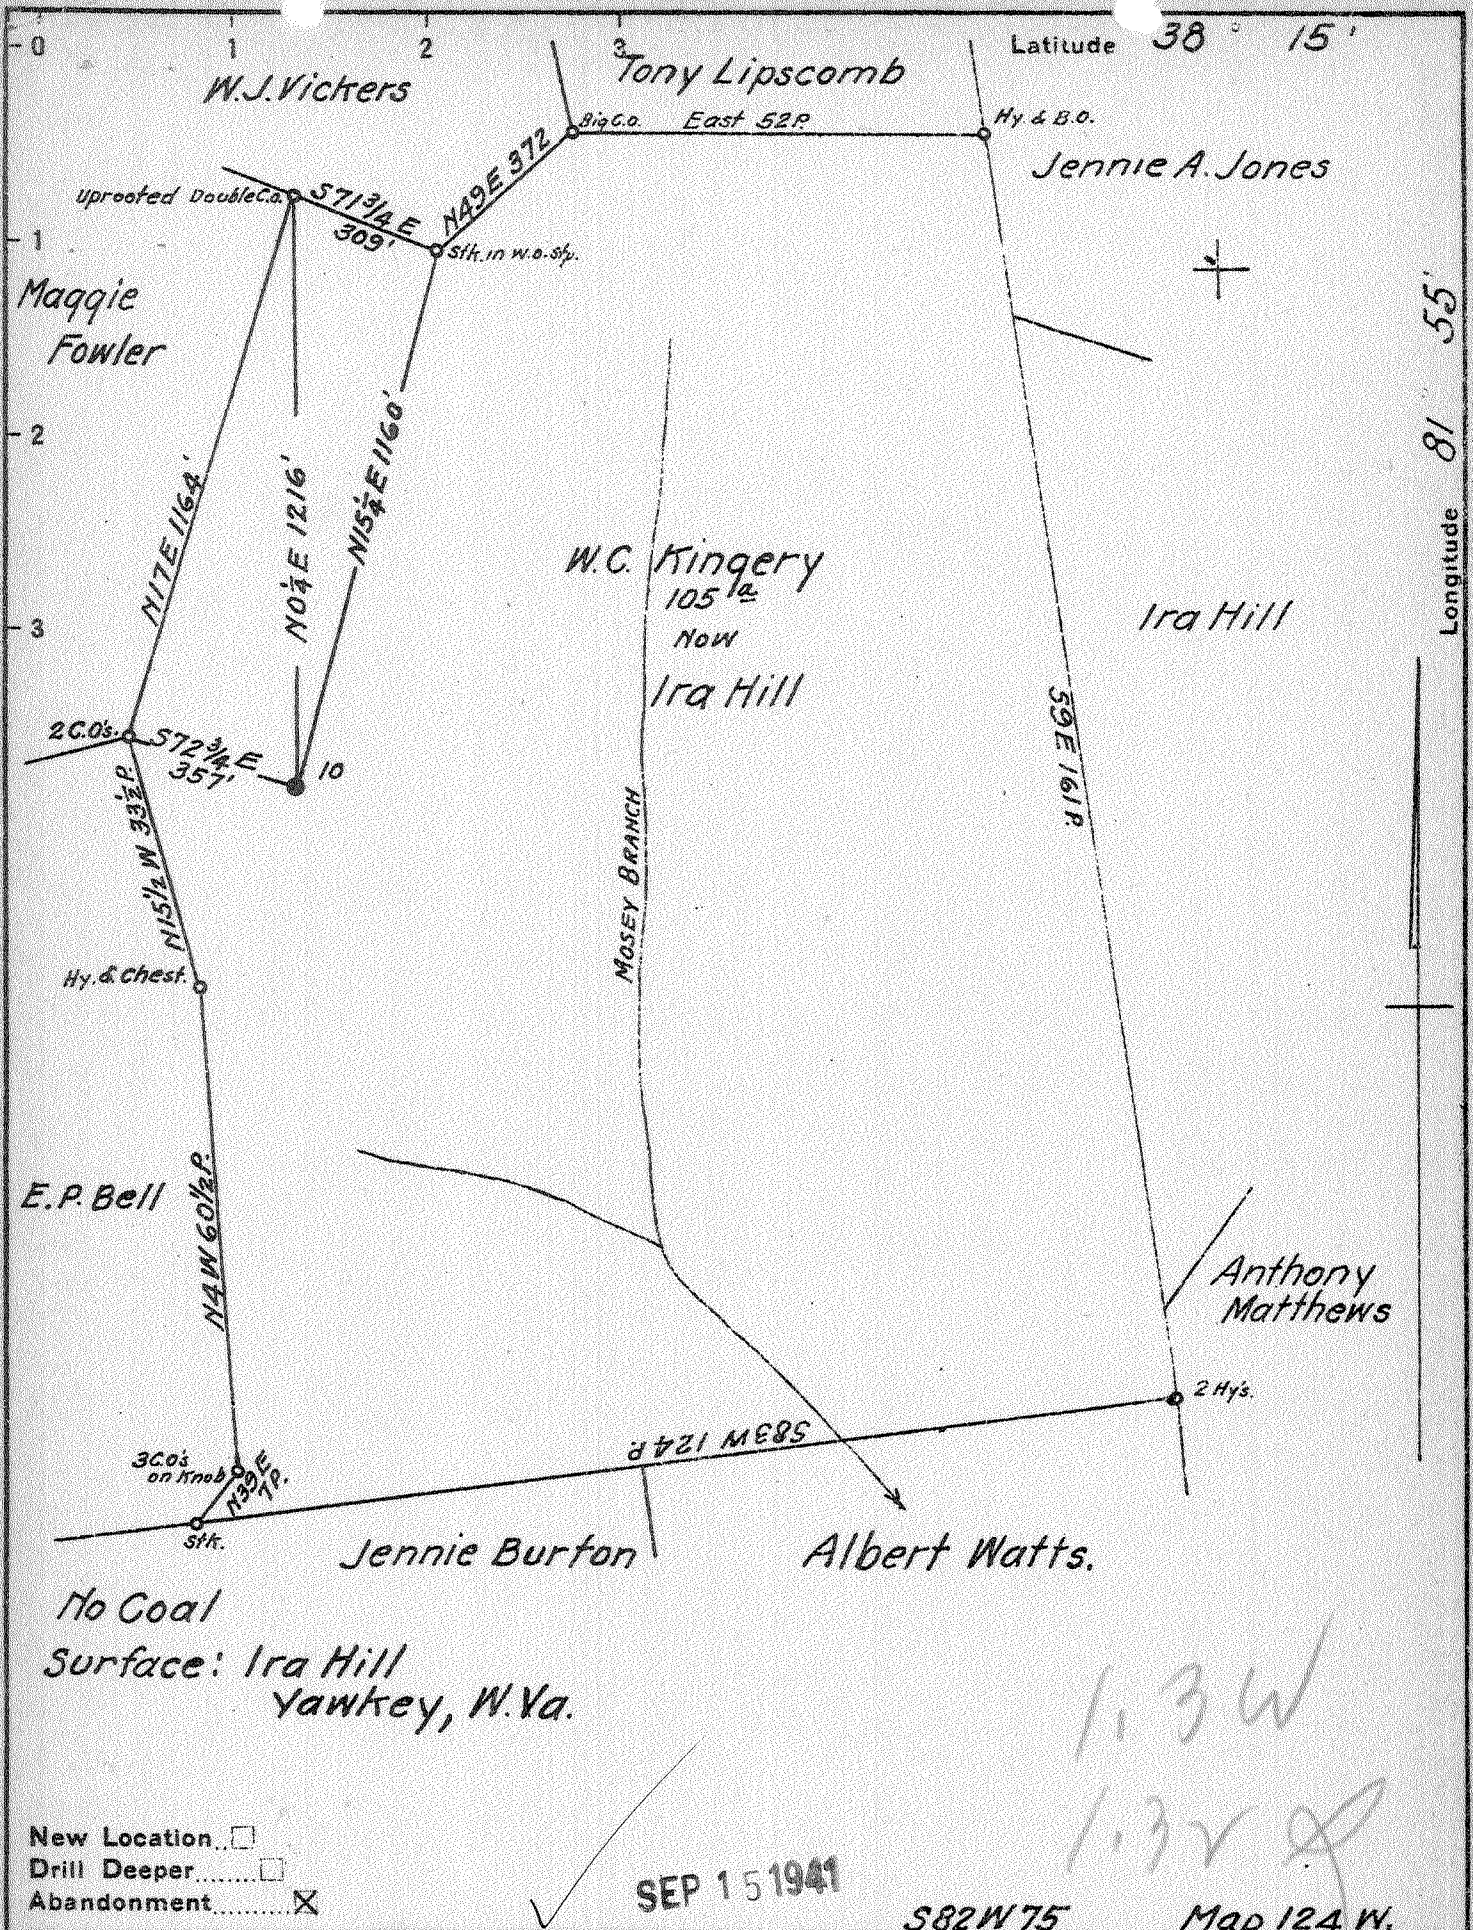 0 1 2 3
Latitude 38° 15'
W.J. Vickers
Tony Lipscomb
Big C.O.
East 52P.
Hy & B.O.
Jennie A. Jones
N49E 372
Uprooted Double C.O.
S71 3/4 E
309'
Stk. in W.O. Stp.
1
Maggie
Fowler
Longitude 81 55'
2
N17E 1164'
N0 1/4 E 1216'
N15 1/4 E 1160'
W.C. Kingery
105 1a
Now
Ira Hill
Ira Hill
3
S9E 161P.
2 C.O's.
S72 3/4 E
357'
10
N15 1/2 W 33 1/2 P.
MOSEY BRANCH
Hy. & Chest.
E.P. Bell
N4W 60 1/2 P.
Anthony
Matthews
2 Hy's.
S83W 124P.
3 C.O's
on Knob
N39E
7P.
Stk.
Jennie Burton
Albert Watts.
No Coal
Surface: Ira Hill
Yawkey, W.Va.
1.3 W
New Location
Drill Deeper
Abandonment X
SEP 15 1941
S82W 75
Map 124 W.